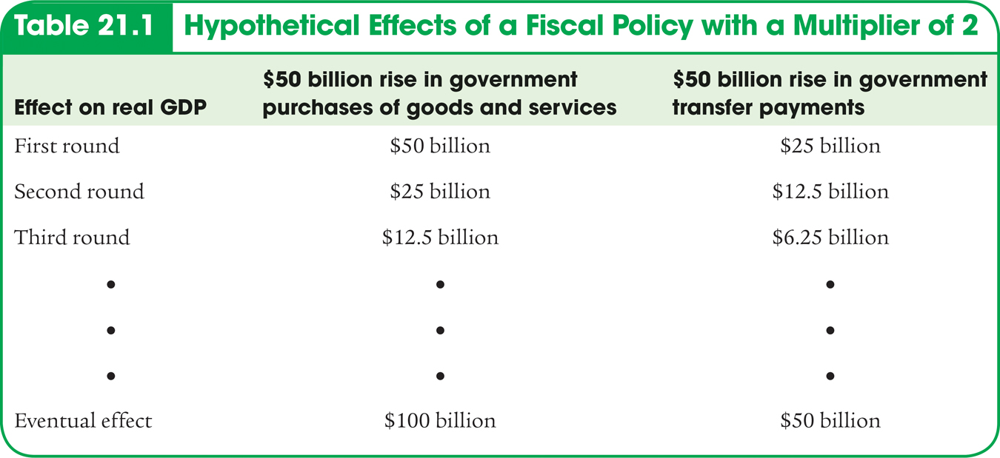 Table 21.1 Hypothetical Effects of a Fiscal Policy with a Multiplier of 2
Effect on real GDP
$50 billion rise in government
purchases of goods and services
$50 billion rise in government
transfer payments
First round $50 billion $25 billion
Second round $25 billion $12.5 billion
Third round $12.5 billion $6.25 billion
• • •
• • •
• • •
Eventual effect $100 billion $50 billion